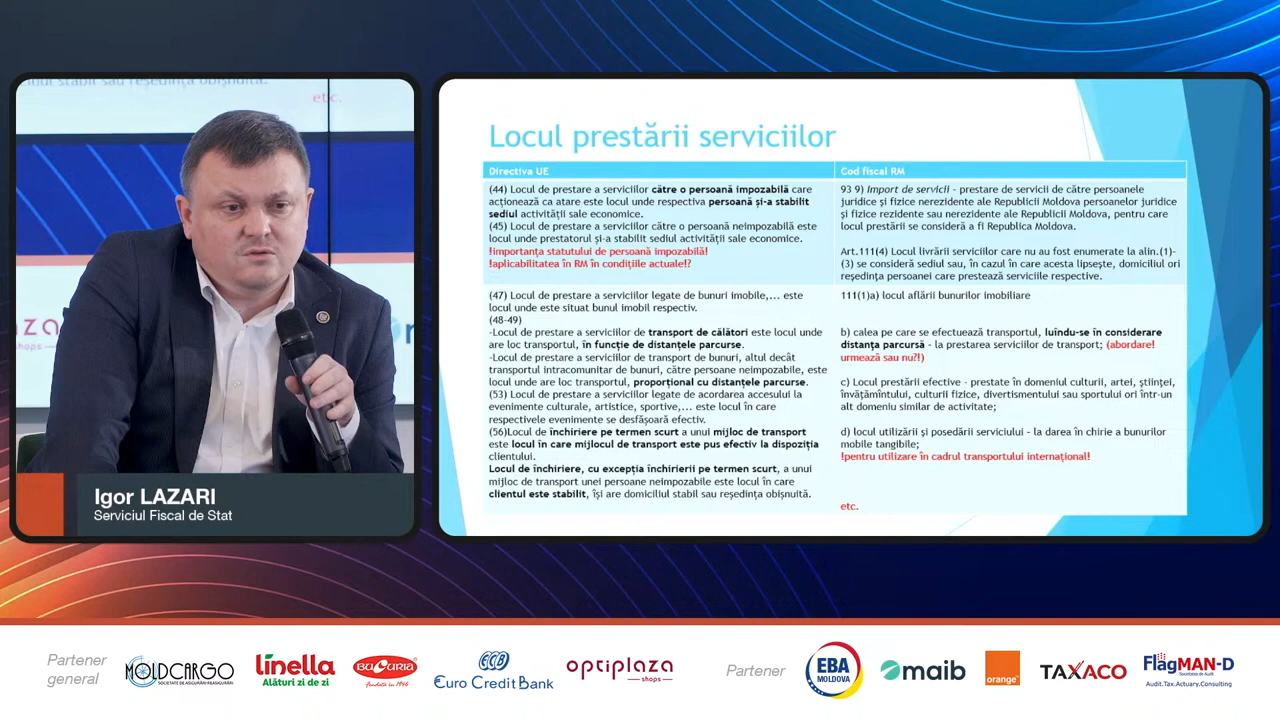 etc.
Igor LAZARI
Serviciul Fiscal de Stat
Locul prestării serviciilor
Directiva UE
(44) Locul de prestare a serviciilor către o persoană impozabilă care
acționează ca atare este locul unde respectiva persoană și-a stabilit
sediul activității sale economice.
(45) Locul de prestare a serviciilor către o persoană neimpozabilă este
locul unde prestatorul și-a stabilit sediul activității sale economice.
!importanța statutului de persoană impozabilă!
!aplicabilitatea în RM în condițiile actuale!?
Cod fiscal RM
93 9) Import de servicii – prestare de servicii de către persoanele
juridice și fizice nerezidente ale Republicii Moldova persoanelor juridice
și fizice rezidente sau nerezidente ale Republicii Moldova, pentru care
locul prestării se consideră a fi Republica Moldova.
Art.111(4) Locul livrării serviciilor care nu au fost enumerate la alin.(1)-
(3) se consideră sediul sau, în cazul în care acesta lipsește, domiciliul ori
reședința persoanei care prestează serviciile respective.
(47) Locul de prestare a serviciilor legate de bunuri imobile,... este
locul unde este situat bunul imobil respectiv.
(48-49)
-Locul de prestare a serviciilor de transport de călători este locul unde
are loc transportul, în funcție de distanțele parcurse.
-Locul de prestare a serviciilor de transport de bunuri, altul decât
transportul intracomunitar de bunuri, către persoane neimpozabile, este
locul unde are loc transportul, proporțional cu distanțele parcurse.
(53) Locul de prestare a serviciilor legate de acordarea accesului la
evenimente culturale, artistice, sportive,... este locul în care
respectivele evenimente se desfășoară efectiv.
(56)Locul de închiriere pe termen scurt a unui mijloc de transport
este locul în care mijlocul de transport este pus efectiv la dispoziția
clientului.
Locul de închiriere, cu excepția închirierii pe termen scurt, a unui
mijloc de transport unei persoane neimpozabile este locul în care
clientul este stabilit, își are domiciliul stabil sau reședința obișnuită.
111(1)a) locul aflării bunurilor imobiliare
b) calea pe care se efectuează transportul, luîndu-se în considerare
distanța parcursă – la prestarea serviciilor de transport; (abordare!
urmează sau nu?!)
c) Locul prestării efective - prestate în domeniul culturii, artei, științei,
învățămîntului, culturii fizice, divertismentului sau sportului ori într-un
alt domeniu similar de activitate;
d) locul utilizării și posedării serviciului – la darea în chirie a bunurilor
mobile tangibile;
!pentru utilizare în cadrul transportului internațional!
etc.
Partener
general
MOLDCARGO
SOCIETATE DE ASIGURĂRI-REASIGURĂRI
linella
Alături zi de zi
BUCURIA
fondată în 1946
ECB
Euro Credit Bank
optiplaza
shops
Partener
EBA
MOLDOVA
maib
orange
TAXACO
FlagMAN-D
Societatea de Audit
Audit.Tax.Actuary.Consulting